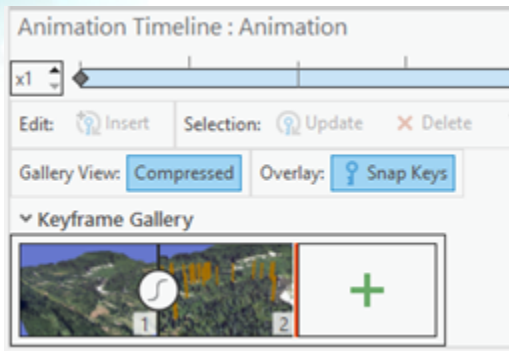 Animation Timeline : Animation
x1
Edit: Insert Selection: Update Delete
Gallery View: Compressed Overlay: Snap Keys
Keyframe Gallery
1 2